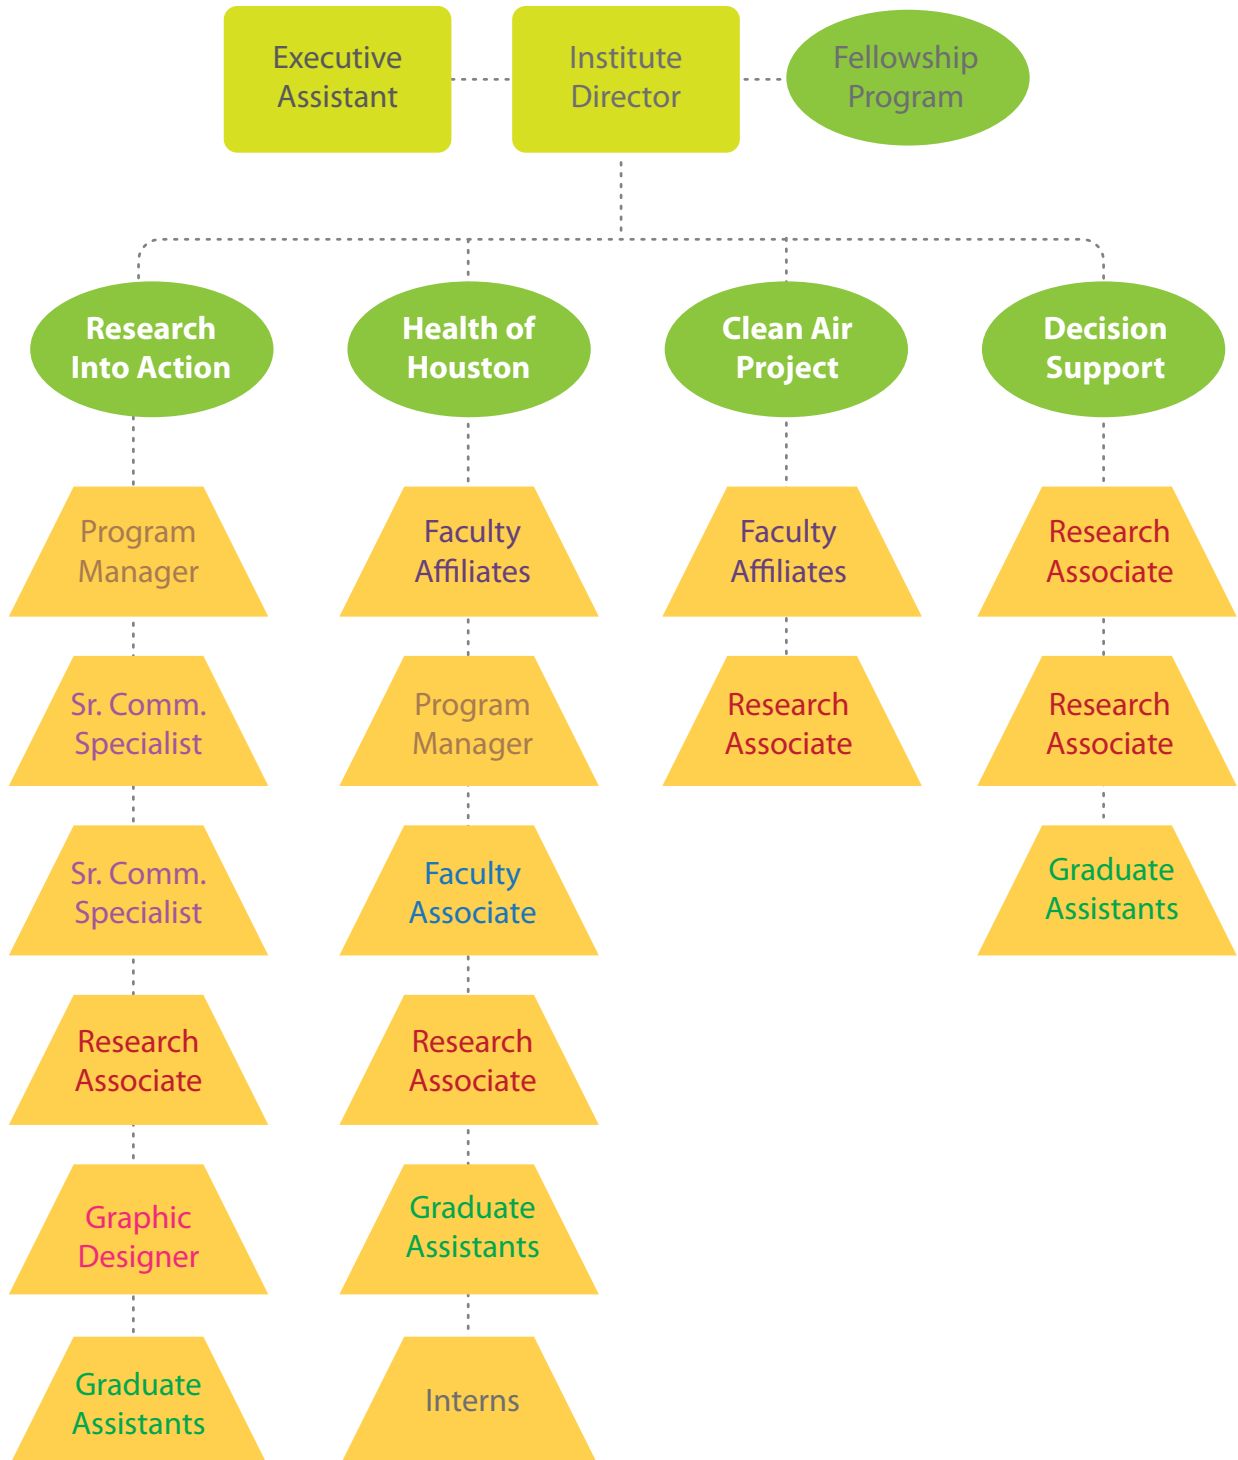 Executive
Assistant
Institute
Director
Fellowship
Program
Research
Into Action
Health of
Houston
Clean Air
Project
Decision
Support
Program
Manager
Faculty
Affiliates
Faculty
Affiliates
Research
Associate
Sr. Comm.
Specialist
Program
Manager
Research
Associate
Research
Associate
Sr. Comm.
Specialist
Faculty
Associate
Graduate
Assistants
Research
Associate
Research
Associate
Graphic
Designer
Graduate
Assistants
Graduate
Assistants
Interns